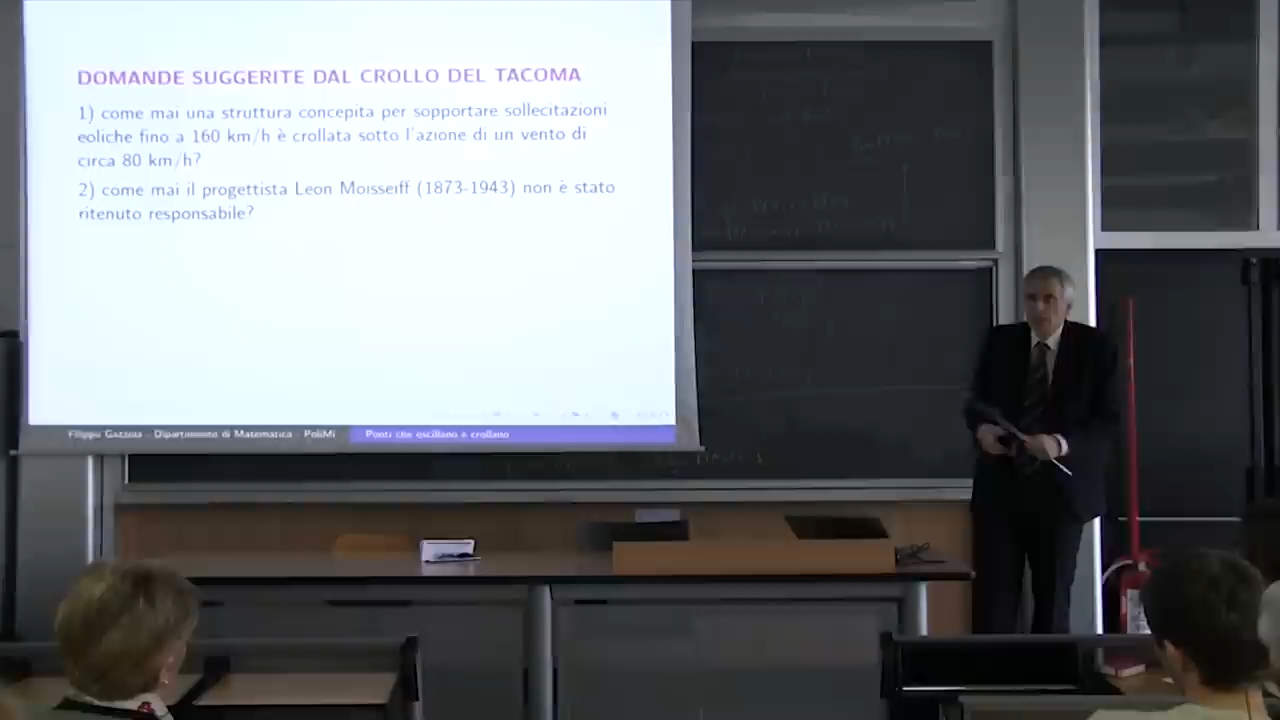 DOMANDE SUGGERITE DAL CROLLO DEL TACOMA
1) come mai una struttura concepita per sopportare sollecitazioni
eoliche fino a 160 km/h è crollata sotto l'azione di un vento di
circa 80 km/h?
2) come mai il progettista Leon Moisseiff (1873-1943) non è stato
ritenuto responsabile?
Filippo Gazzola - Dipartimento di Matematica - PoliMi
Ponti che oscillano e crollano